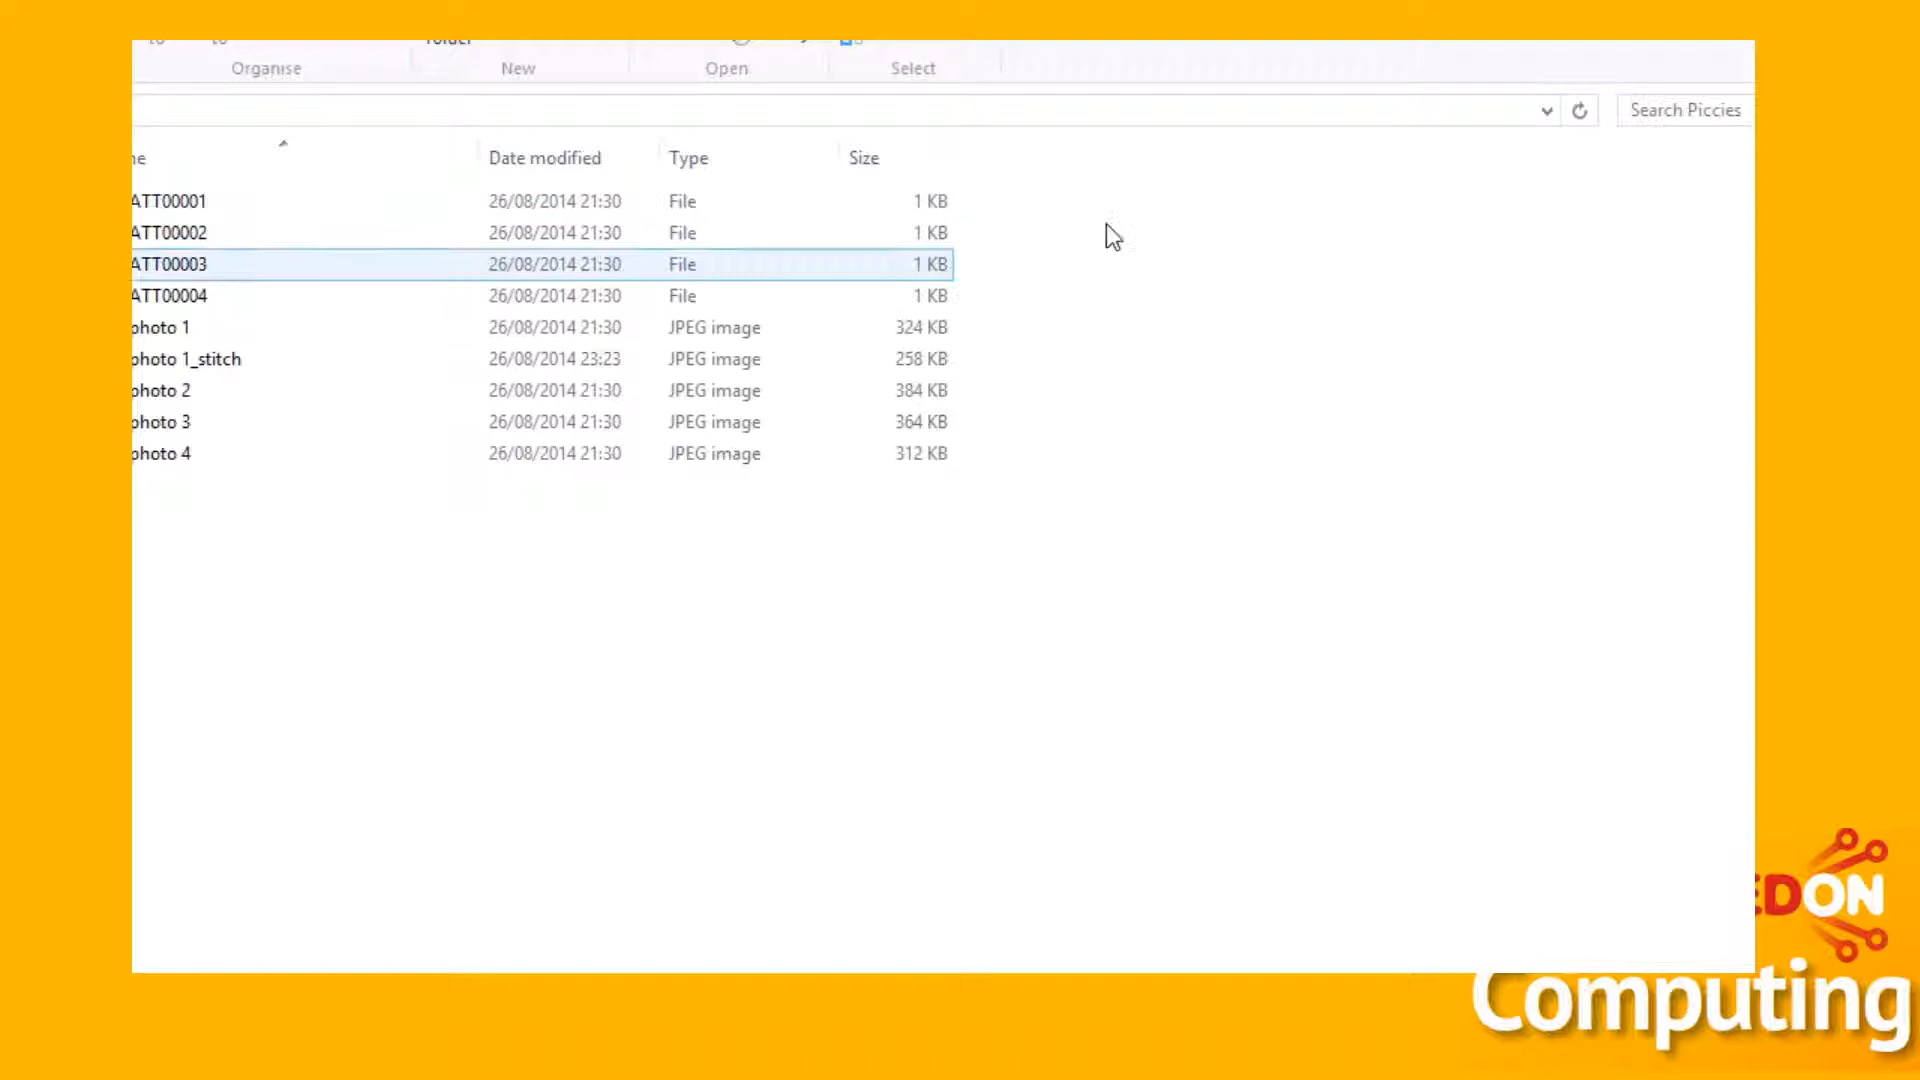 to to folder
Organise New Open Select
Search Piccies
ne Date modified Type Size
ATT00001 26/08/2014 21:30 File 1 KB
ATT00002 26/08/2014 21:30 File 1 KB
ATT00003 26/08/2014 21:30 File 1 KB
ATT00004 26/08/2014 21:30 File 1 KB
photo 1 26/08/2014 21:30 JPEG image 324 KB
photo 1_stitch 26/08/2014 23:23 JPEG image 258 KB
photo 2 26/08/2014 21:30 JPEG image 384 KB
photo 3 26/08/2014 21:30 JPEG image 364 KB
photo 4 26/08/2014 21:30 JPEG image 312 KB
EDON
Computing